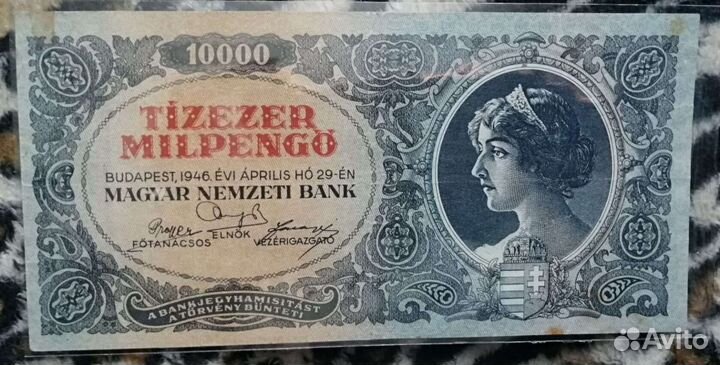 10000
TÍZEZER
MILPENGŐ
BUDAPEST, 1946. ÉVI ÁPRILIS HÓ 29-ÉN
MAGYAR NEMZETI BANK
FŐTANÁCSOS ELNÖK VEZÉRIGAZGATÓ
A BANKJEGYHAMISÍTÁST
A TÖRVÉNY BÜNTETI
Avito